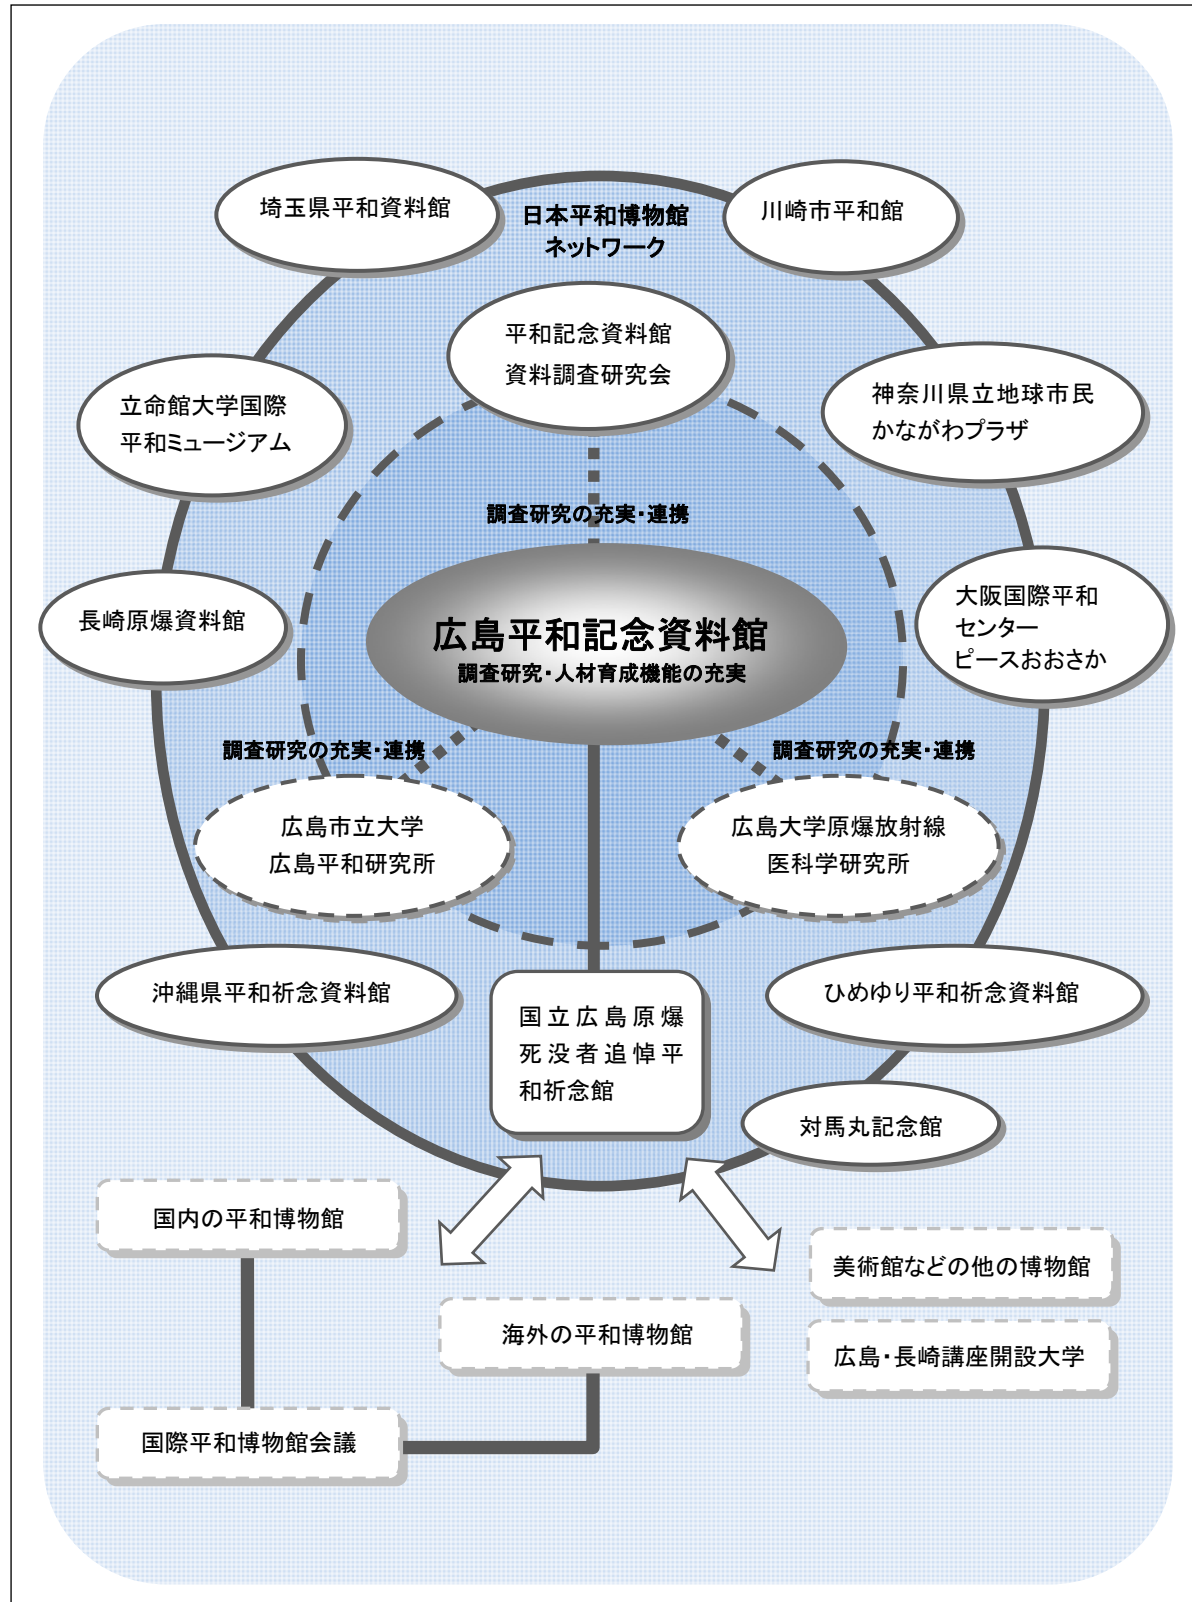 埼玉県平和資料館
日本平和博物館
ネットワーク
川崎市平和館
平和記念資料館
資料調査研究会
立命館大学国際
平和ミュージアム
神奈川県立地球市民
かながわプラザ
調査研究の充実・連携
長崎原爆資料館
広島平和記念資料館
調査研究・人材育成機能の充実
大阪国際平和
センター
ピースおおさか
調査研究の充実・連携
調査研究の充実・連携
広島市立大学
広島平和研究所
広島大学原爆放射線
医科学研究所
沖縄県平和祈念資料館
国立広島原爆
死没者追悼平
和祈念館
ひめゆり平和祈念資料館
対馬丸記念館
国内の平和博物館
美術館などの他の博物館
海外の平和博物館
広島・長崎講座開設大学
国際平和博物館会議